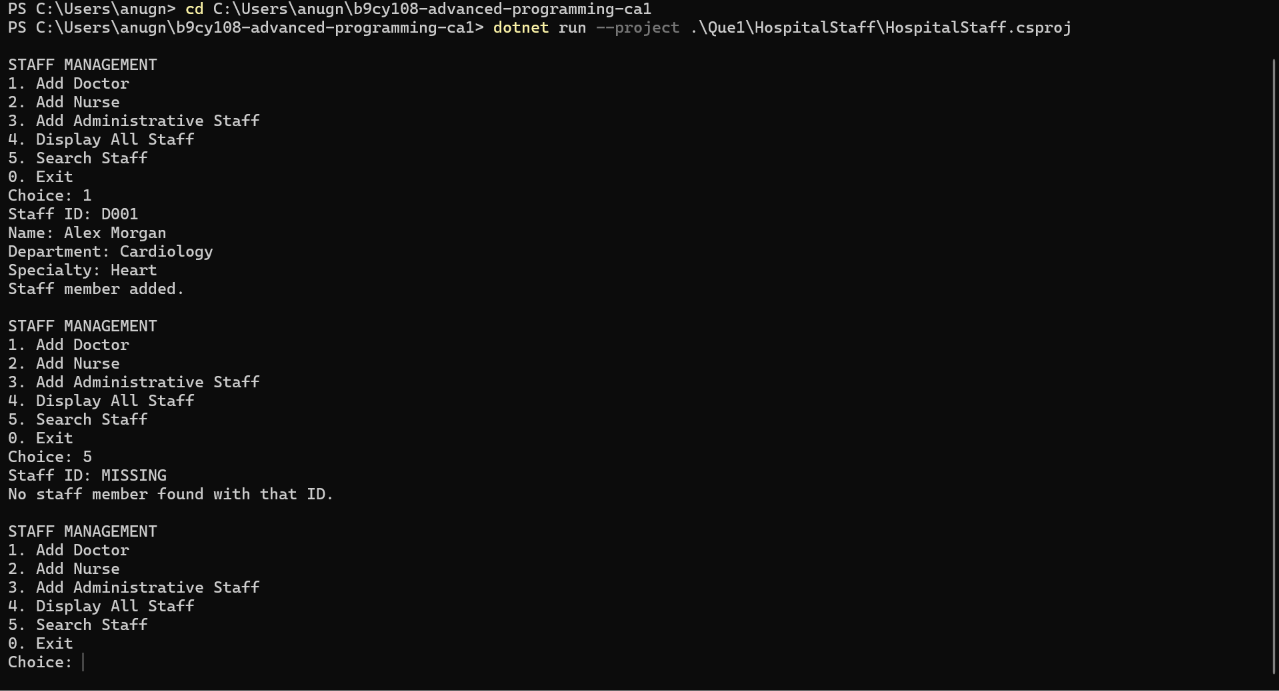 PS C:\Users\anugn> cd C:\Users\anugn\b9cy108-advanced-programming-ca1
PS C:\Users\anugn\b9cy108-advanced-programming-ca1> dotnet run --project .\Que1\HospitalStaff\HospitalStaff.csproj
STAFF MANAGEMENT
1. Add Doctor
2. Add Nurse
3. Add Administrative Staff
4. Display All Staff
5. Search Staff
0. Exit
Choice: 1
Staff ID: D001
Name: Alex Morgan
Department: Cardiology
Specialty: Heart
Staff member added.
STAFF MANAGEMENT
1. Add Doctor
2. Add Nurse
3. Add Administrative Staff
4. Display All Staff
5. Search Staff
0. Exit
Choice: 5
Staff ID: MISSING
No staff member found with that ID.
STAFF MANAGEMENT
1. Add Doctor
2. Add Nurse
3. Add Administrative Staff
4. Display All Staff
5. Search Staff
0. Exit
Choice: